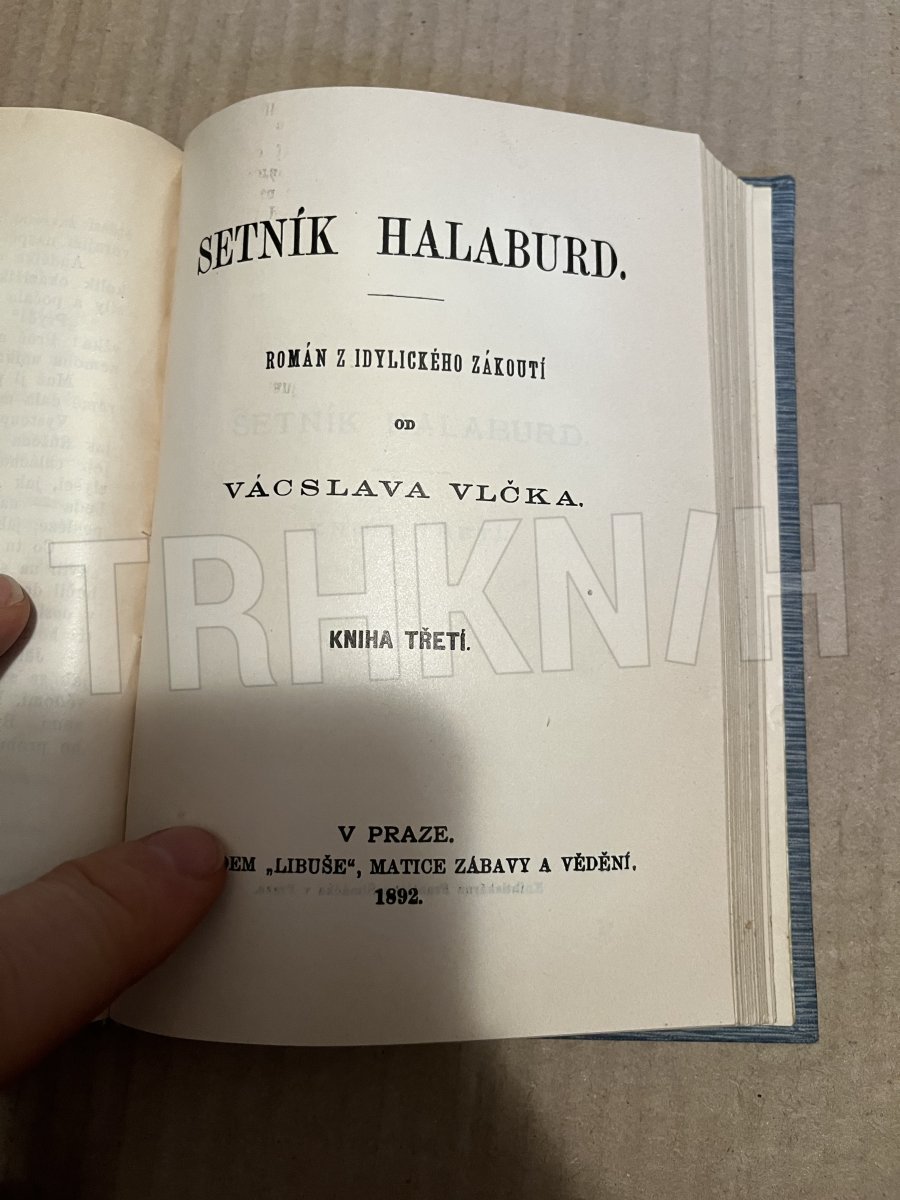 SETNÍK HALABURD.
ROMÁN Z IDYLICKÉHO ZÁKOUTÍ
OD
VÁCSLAVA VLČKA.
TRHKNIH
KNIHA TŘETÍ.
V PRAZE.
„LIBUŠE“, MATICE ZÁBAVY A VĚDĚNÍ.
1892.